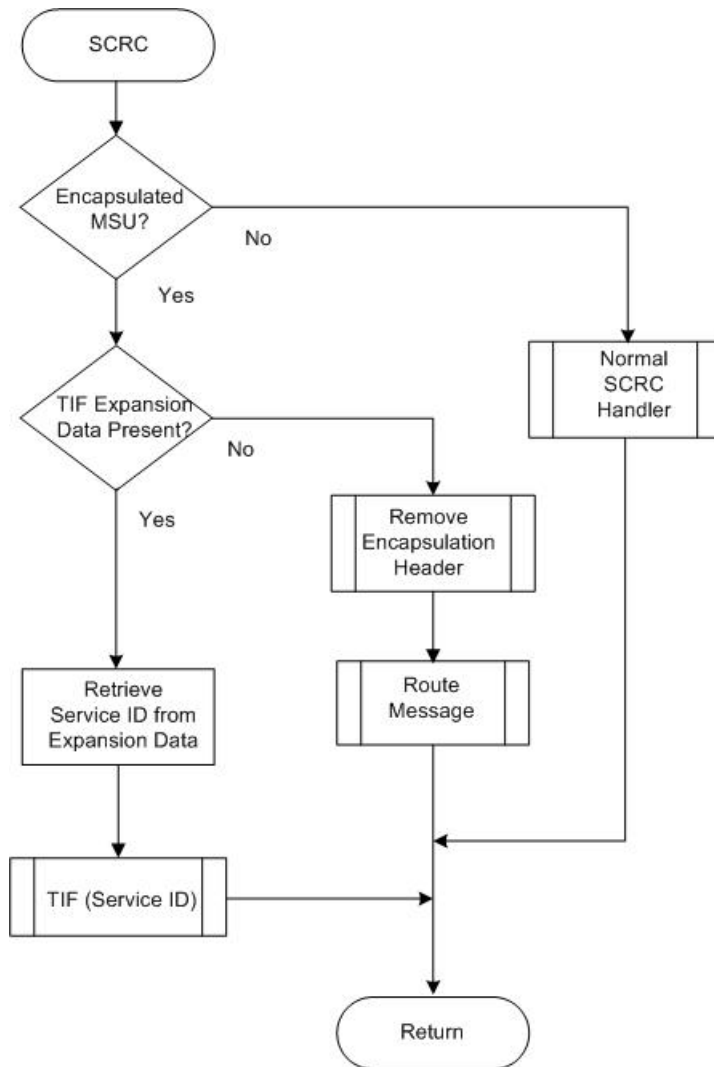 SCRC
Encapsulated
MSU?
No
Yes
TIF Expansion
Data Present?
No
Yes
Normal
SCRC
Handler
Remove
Encapsulation
Header
Retrieve
Service ID from
Expansion Data
Route
Message
TIF (Service ID)
Return